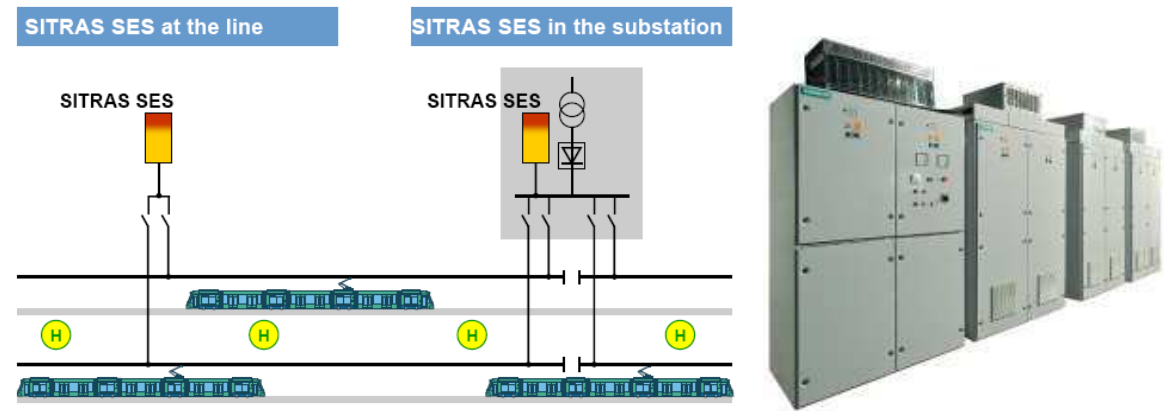 SITRAS SES at the line
SITRAS SES in the substation
SITRAS SES
SITRAS SES
H
H
H
H